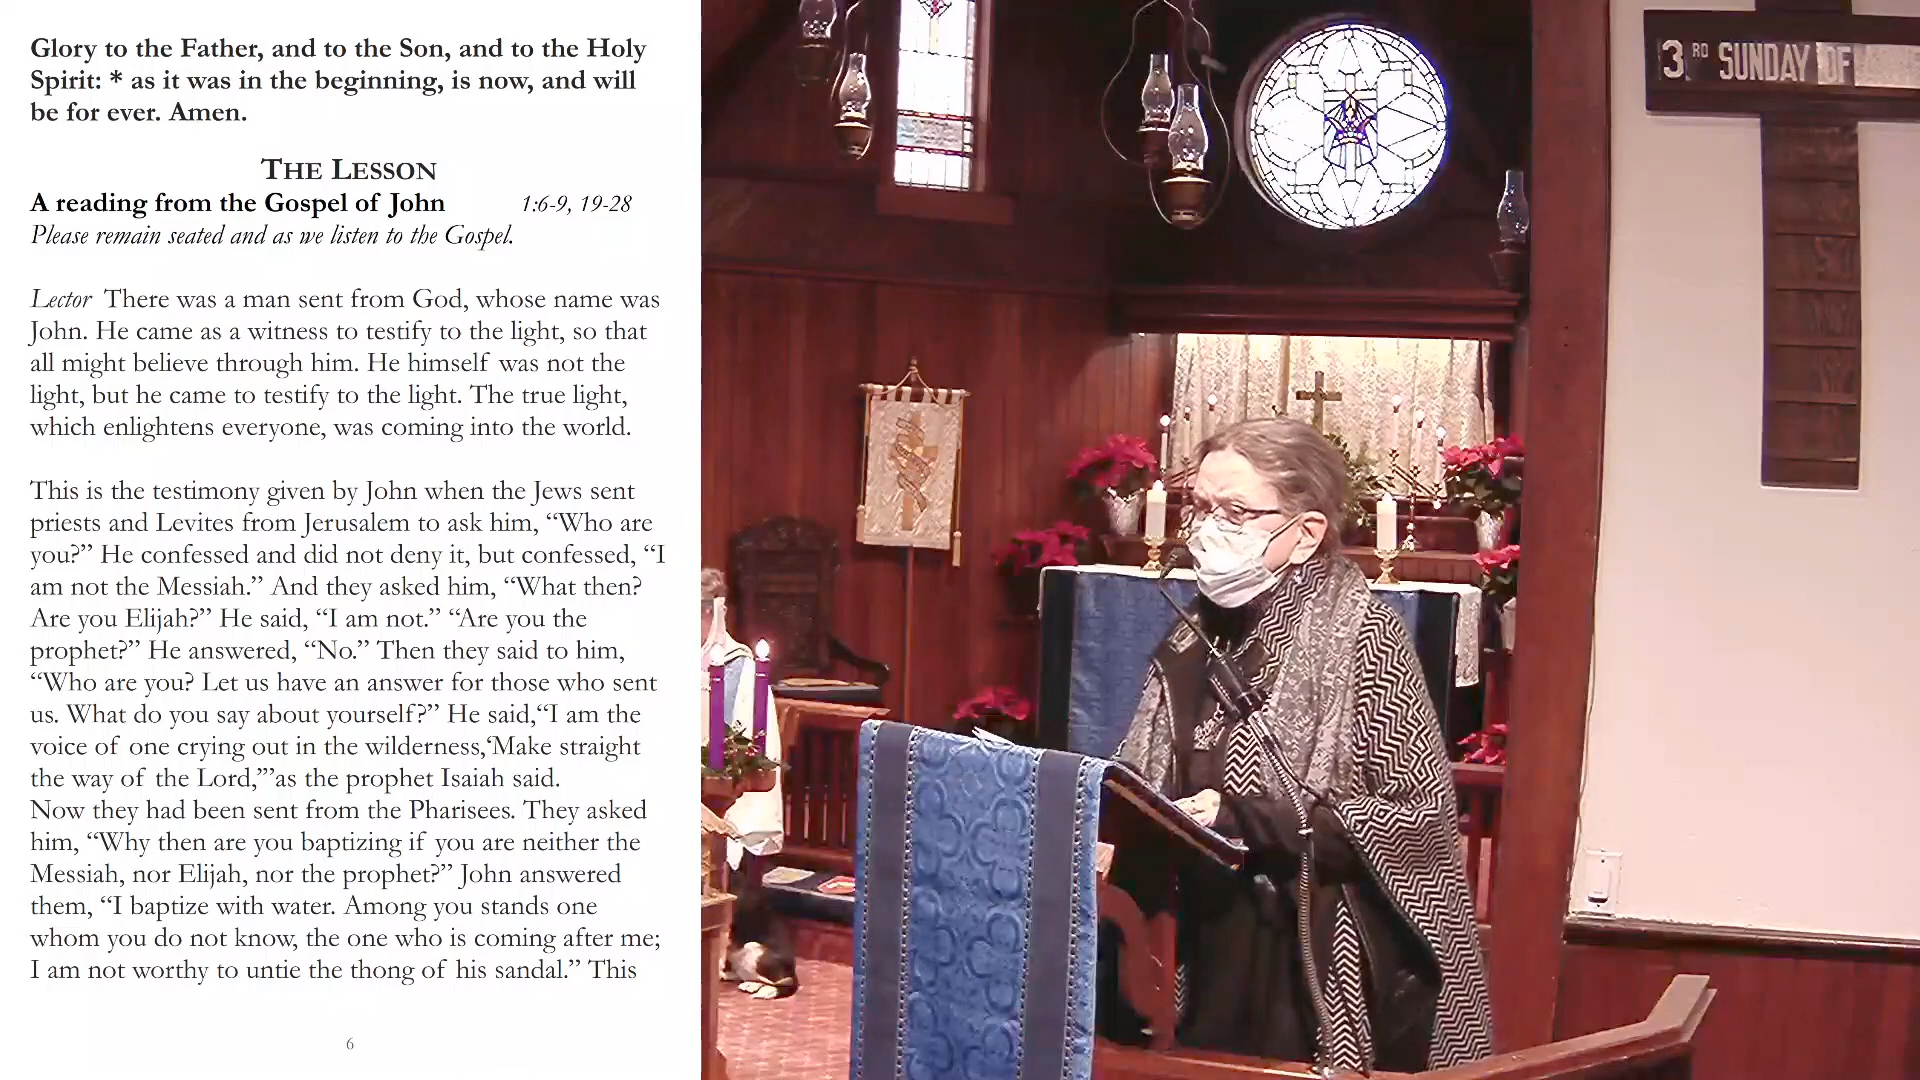 Glory to the Father, and to the Son, and to the Holy
Spirit: * as it was in the beginning, is now, and will
be for ever. Amen.
THE LESSON
A reading from the Gospel of John 1:6-9, 19-28
Please remain seated and as we listen to the Gospel.
Lector There was a man sent from God, whose name was
John. He came as a witness to testify to the light, so that
all might believe through him. He himself was not the
light, but he came to testify to the light. The true light,
which enlightens everyone, was coming into the world.
This is the testimony given by John when the Jews sent
priests and Levites from Jerusalem to ask him, “Who are
you?” He confessed and did not deny it, but confessed, “I
am not the Messiah.” And they asked him, “What then?
Are you Elijah?” He said, “I am not.” “Are you the
prophet?” He answered, “No.” Then they said to him,
“Who are you? Let us have an answer for those who sent
us. What do you say about yourself?” He said,“I am the
voice of one crying out in the wilderness,‘Make straight
the way of the Lord,’”as the prophet Isaiah said.
Now they had been sent from the Pharisees. They asked
him, “Why then are you baptizing if you are neither the
Messiah, nor Elijah, nor the prophet?” John answered
them, “I baptize with water. Among you stands one
whom you do not know, the one who is coming after me;
I am not worthy to untie the thong of his sandal.” This
6
3RD SUNDAY OF